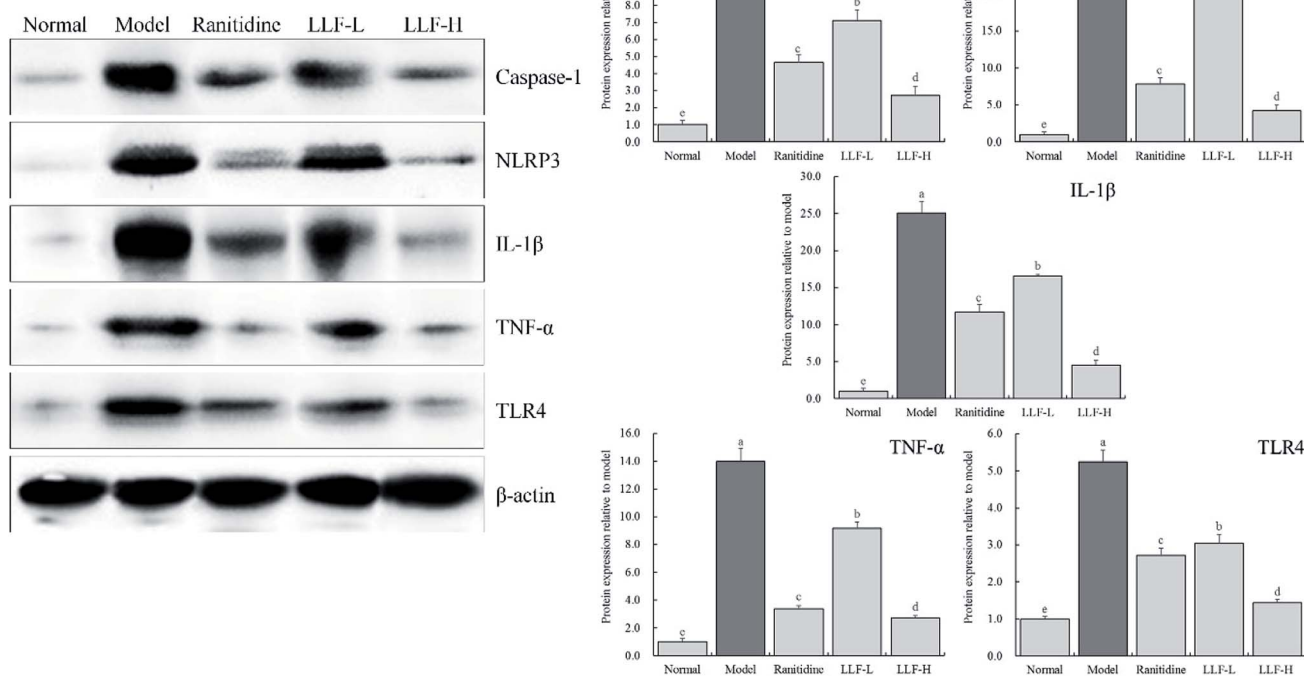 Normal Model Ranitidine LLF-L LLF-H
Caspase-1
NLRP3
IL-1β
TNF-α
TLR4
β-actin
Protein expression relat
8.0
7.0
6.0
5.0
4.0
3.0
2.0
1.0
0.0
e
c
b
d
Normal Model Ranitidine LLF-L LLF-H
Protein expression rela
15.0
10.0
5.0
0.0
e
c
d
Normal Model Ranitidine LLF-L LLF-H
IL-1β
Protein expression relative to model
30.0
25.0
20.0
15.0
10.0
5.0
0.0
e
a
c
b
d
Normal Model Ranitidine LLF-L LLF-H
TNF-α
Protein expression relative to model
16.0
14.0
12.0
10.0
8.0
6.0
4.0
2.0
0.0
e
a
c
b
d
Normal Model Ranitidine LLF-L LLF-H
TLR4
Protein expression relative to model
6.0
5.0
4.0
3.0
2.0
1.0
0.0
e
a
c
b
d
Normal Model Ranitidine LLF-L LLF-H